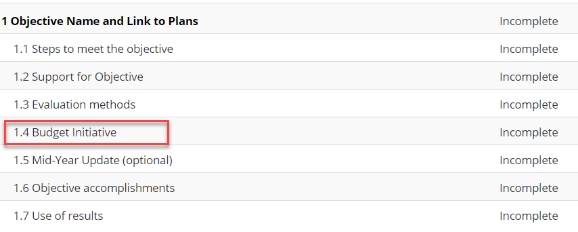 1 Objective Name and Link to Plans Incomplete
1.1 Steps to meet the objective Incomplete
1.2 Support for Objective Incomplete
1.3 Evaluation methods Incomplete
1.4 Budget Initiative Incomplete
1.5 Mid-Year Update (optional) Incomplete
1.6 Objective accomplishments Incomplete
1.7 Use of results Incomplete